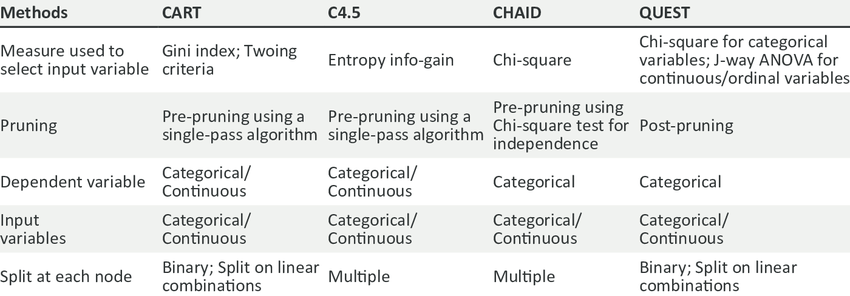 Methods CART C4.5 CHAID QUEST
Measure used to
select input variable
Gini index; Twoing
criteria
Entropy info-gain
Chi-square
Chi-square for categorical
variables; J-way ANOVA for
continuous/ordinal variables
Pruning
Pre-pruning using a
single-pass algorithm
Pre-pruning using a
single-pass algorithm
Pre-pruning using
Chi-square test for
independence
Post-pruning
Dependent variable
Categorical/
Continuous
Categorical/
Continuous
Categorical
Categorical
Input
variables
Categorical/
Continuous
Categorical/
Continuous
Categorical/
Continuous
Categorical/
Continuous
Split at each node
Binary; Split on linear
combinations
Multiple
Multiple
Binary; Split on linear
combinations